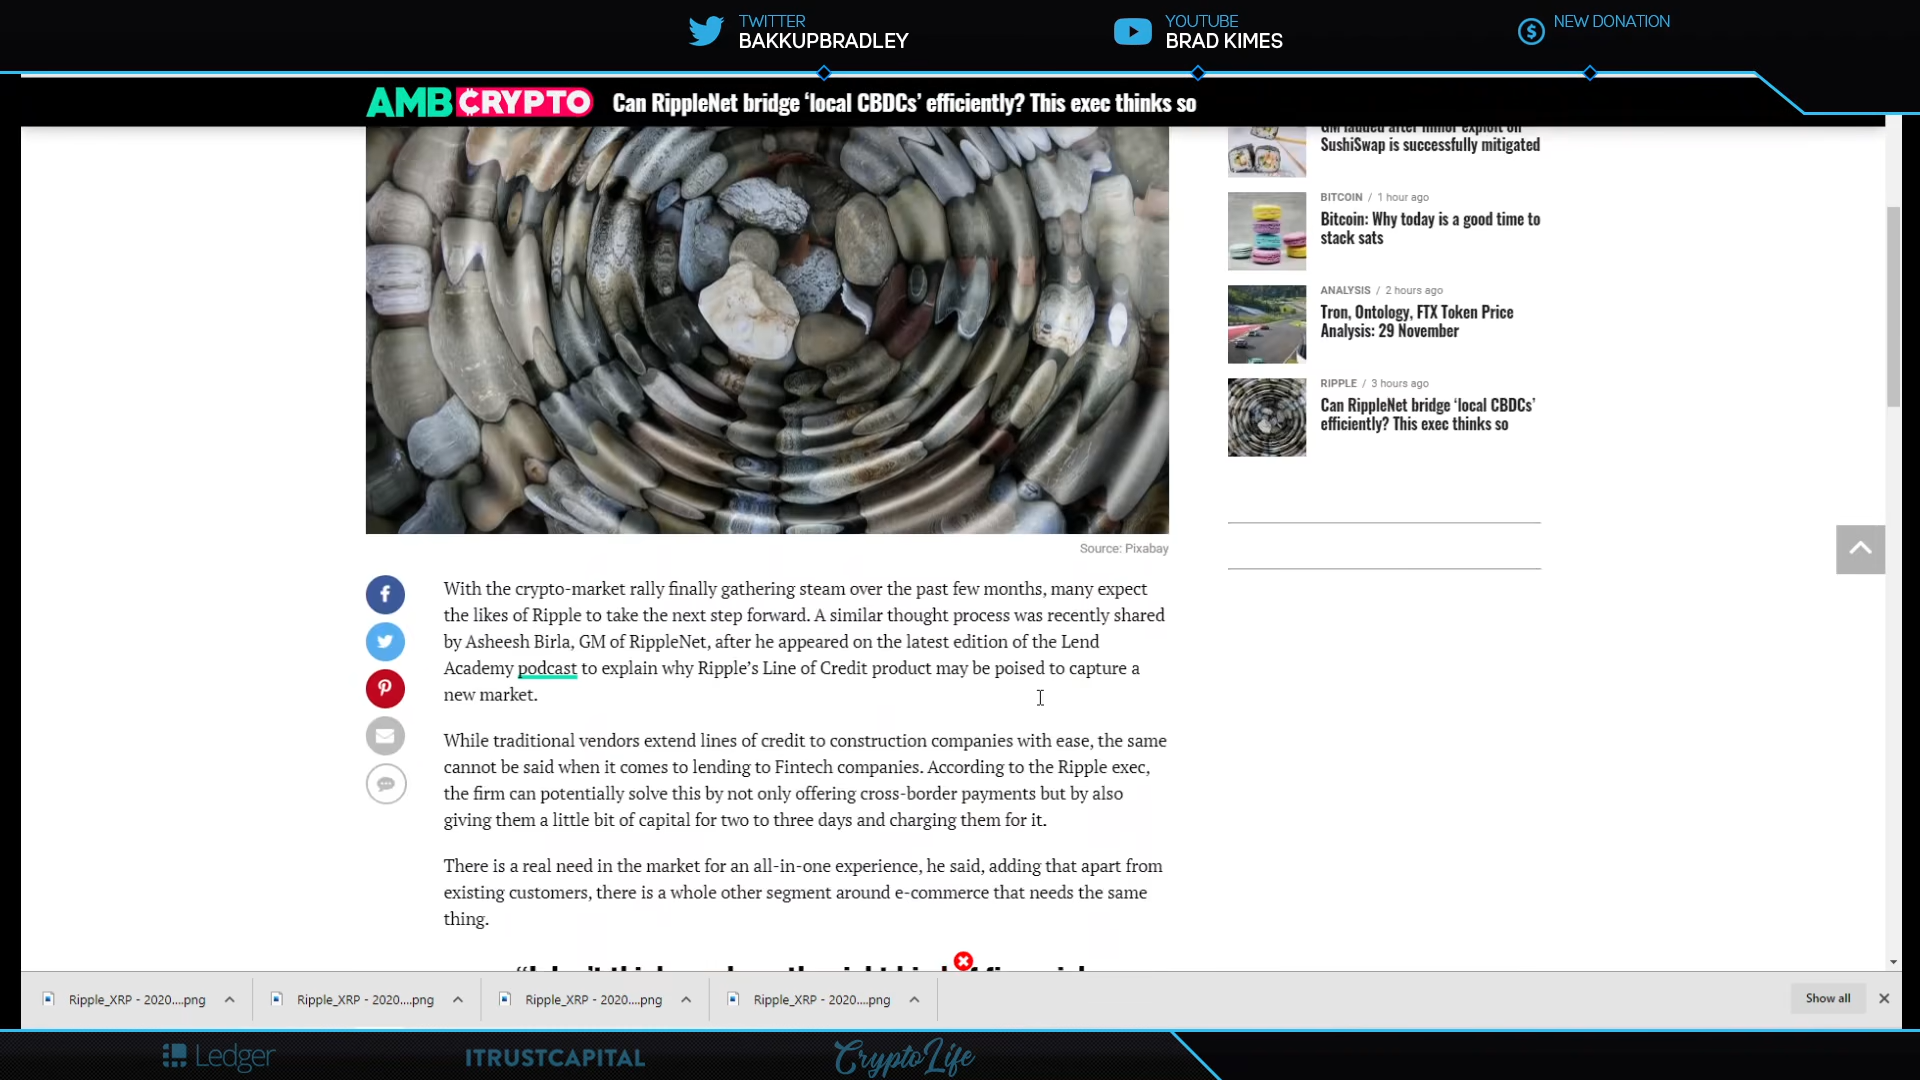 TWITTER
BAKKUPBRADLEY
YOUTUBE
BRAD KIMES
NEW DONATION
AMBCRYPTO
Can RippleNet bridge ‘local CBDCs’ efficiently? This exec thinks so
GM lauded after minor exploit on
SushiSwap is successfully mitigated
BITCOIN / 1 hour ago
Bitcoin: Why today is a good time to
stack sats
ANALYSIS / 2 hours ago
Tron, Ontology, FTX Token Price
Analysis: 29 November
RIPPLE / 3 hours ago
Can RippleNet bridge ‘local CBDCs’
efficiently? This exec thinks so
Source: Pixabay
With the crypto-market rally finally gathering steam over the past few months, many expect
the likes of Ripple to take the next step forward. A similar thought process was recently shared
by Asheesh Birla, GM of RippleNet, after he appeared on the latest edition of the Lend
Academy podcast to explain why Ripple’s Line of Credit product may be poised to capture a
new market.
While traditional vendors extend lines of credit to construction companies with ease, the same
cannot be said when it comes to lending to Fintech companies. According to the Ripple exec,
the firm can potentially solve this by not only offering cross-border payments but by also
giving them a little bit of capital for two to three days and charging them for it.
There is a real need in the market for an all-in-one experience, he said, adding that apart from
existing customers, there is a whole other segment around e-commerce that needs the same
thing.
Ripple_XRP - 2020....png
Ripple_XRP - 2020....png
Ripple_XRP - 2020....png
Ripple_XRP - 2020....png
Show all
Ledger
ITRUSTCAPITAL
CryptoLife